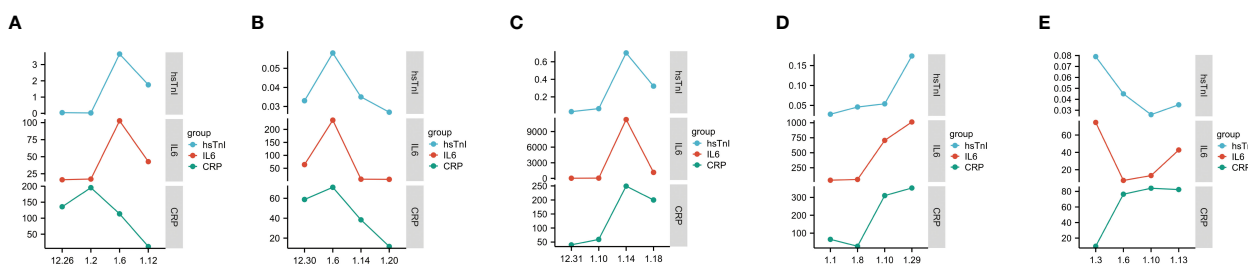 A
3
2
1
0
hsTnI
100
75
50
25
IL6
200
150
100
50
CRP
12.26 1.2 1.6 1.12
group
hsTnI
IL6
CRP
B
0.05
0.04
0.03
hsTnI
200
150
100
50
IL6
60
40
20
CRP
12.30 1.6 1.14 1.20
group
hsTnI
IL6
CRP
C
0.6
0.4
0.2
hsTnI
9000
6000
3000
0
IL6
250
200
150
100
50
CRP
12.31 1.10 1.14 1.18
group
hsTnI
IL6
CRP
D
0.15
0.10
0.05
hsTnI
1000
750
500
250
IL6
300
200
100
CRP
1.1 1.8 1.10 1.29
group
hsTnI
IL6
CRP
E
0.08
0.07
0.06
0.05
0.04
0.03
hsTnI
60
40
20
IL6
80
60
40
20
CRP
1.3 1.6 1.10 1.13
group
hsTn
IL6
CRP